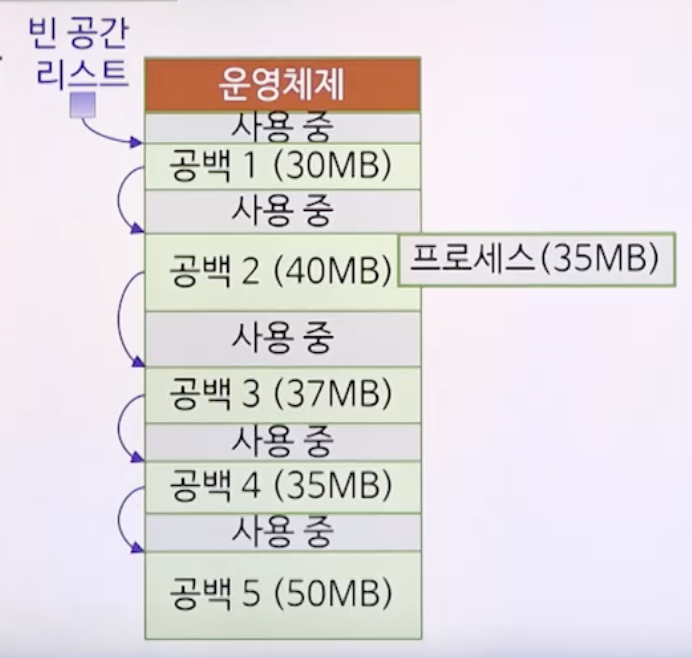 빈 공간
리스트
운영체제
사용 중
공백 1 (30MB)
사용 중
공백 2 (40MB)
프로세스(35MB)
사용 중
공백 3 (37MB)
사용 중
공백 4 (35MB)
사용 중
공백 5 (50MB)